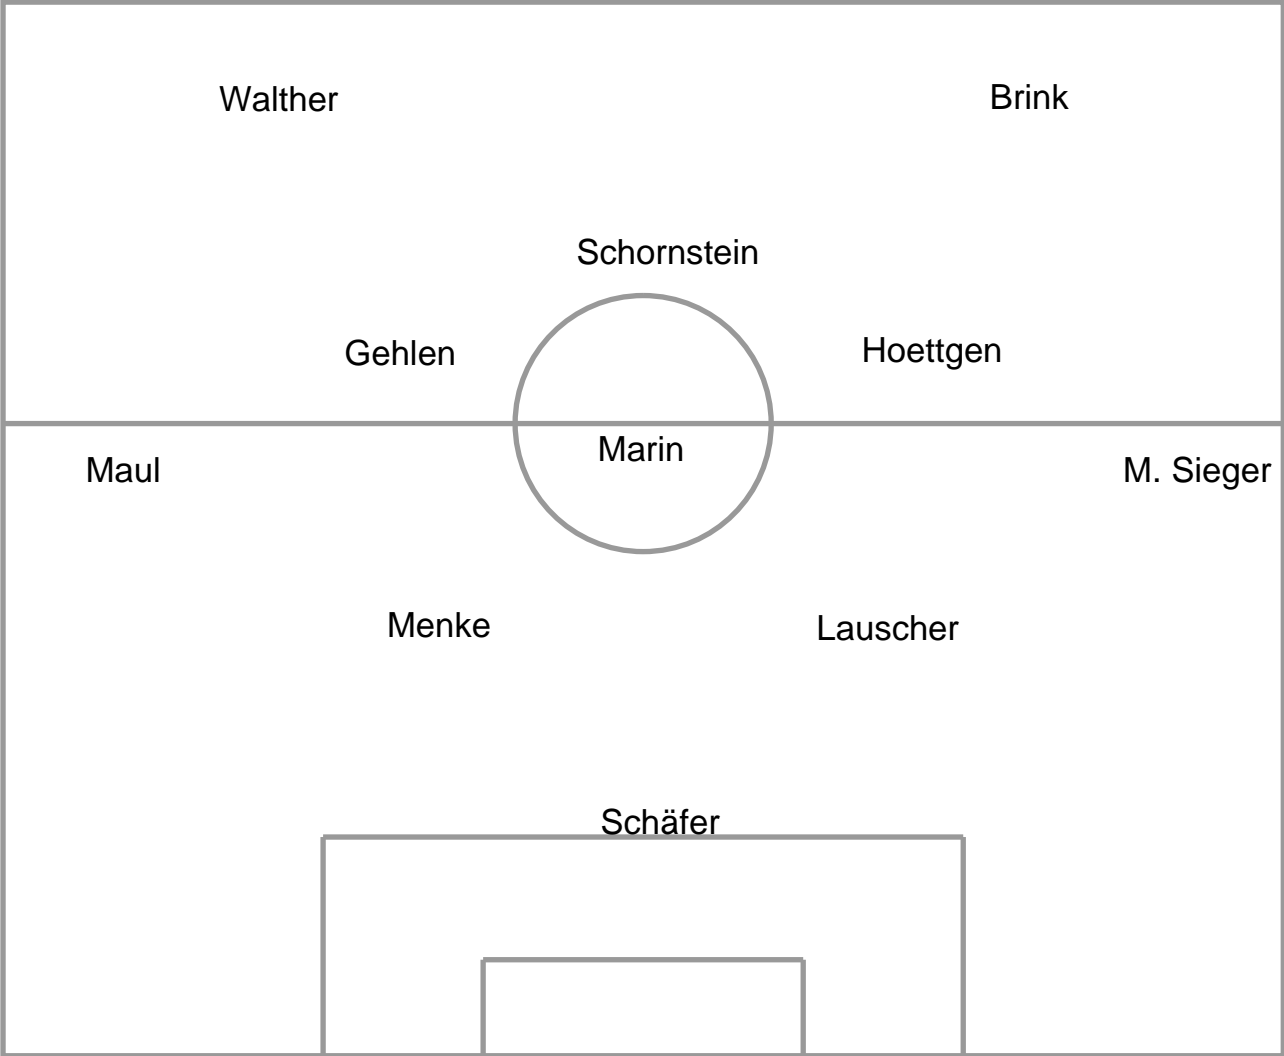 Walther
Brink
Schornstein
Gehlen
Hoettgen
Marin
Maul
M. Sieger
Menke
Lauscher
Schäfer